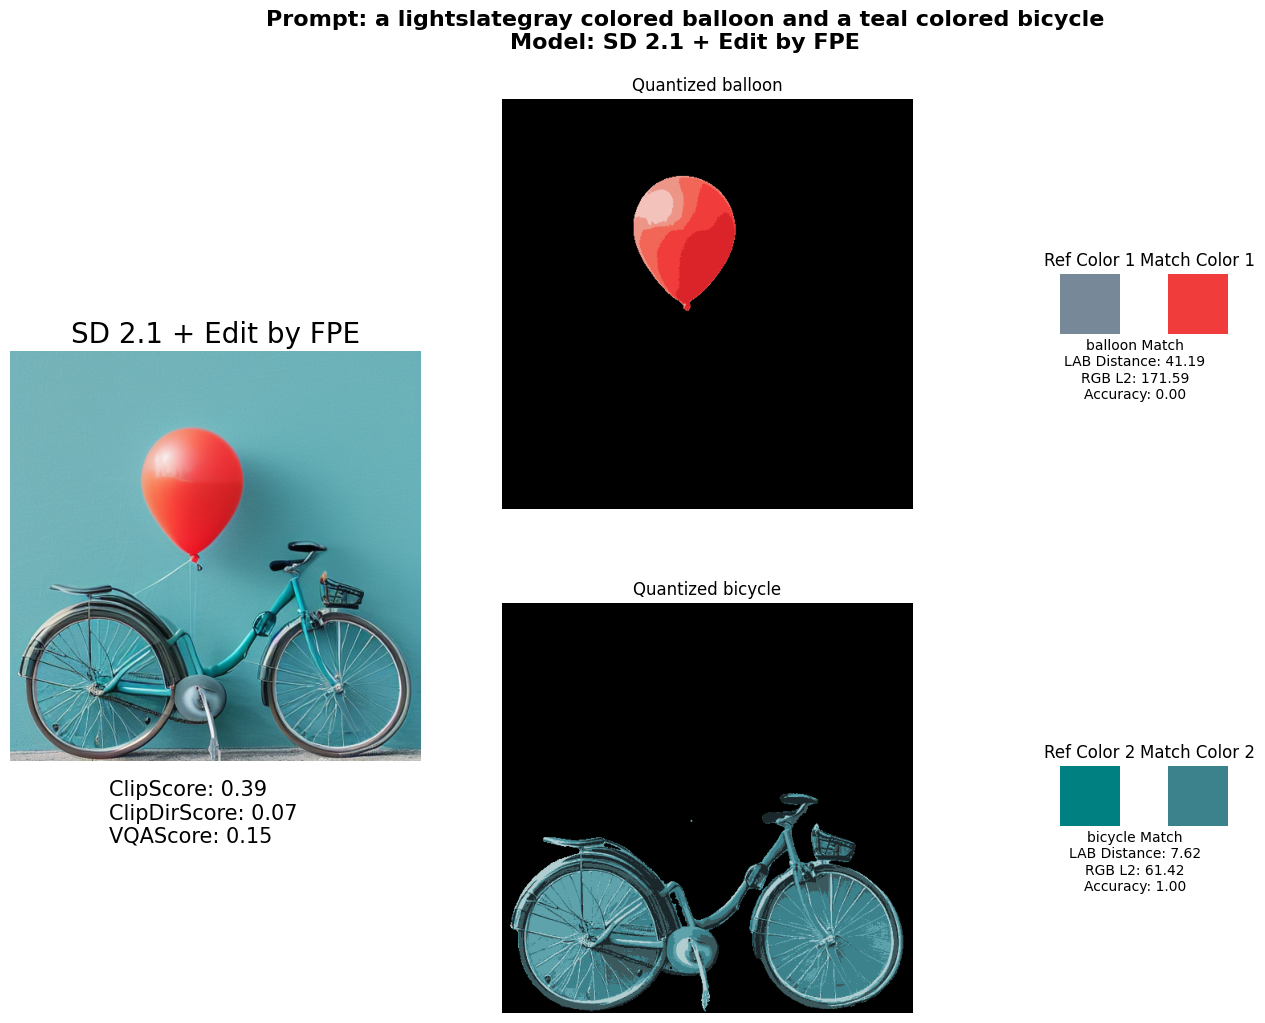 Prompt: a lightslategray colored balloon and a teal colored bicycle
Model: SD 2.1 + Edit by FPE
Quantized balloon
Ref Color 1 Match Color 1
balloon Match
LAB Distance: 41.19
RGB L2: 171.59
Accuracy: 0.00
SD 2.1 + Edit by FPE
ClipScore: 0.39
ClipDirScore: 0.07
VQAScore: 0.15
Quantized bicycle
Ref Color 2 Match Color 2
bicycle Match
LAB Distance: 7.62
RGB L2: 61.42
Accuracy: 1.00